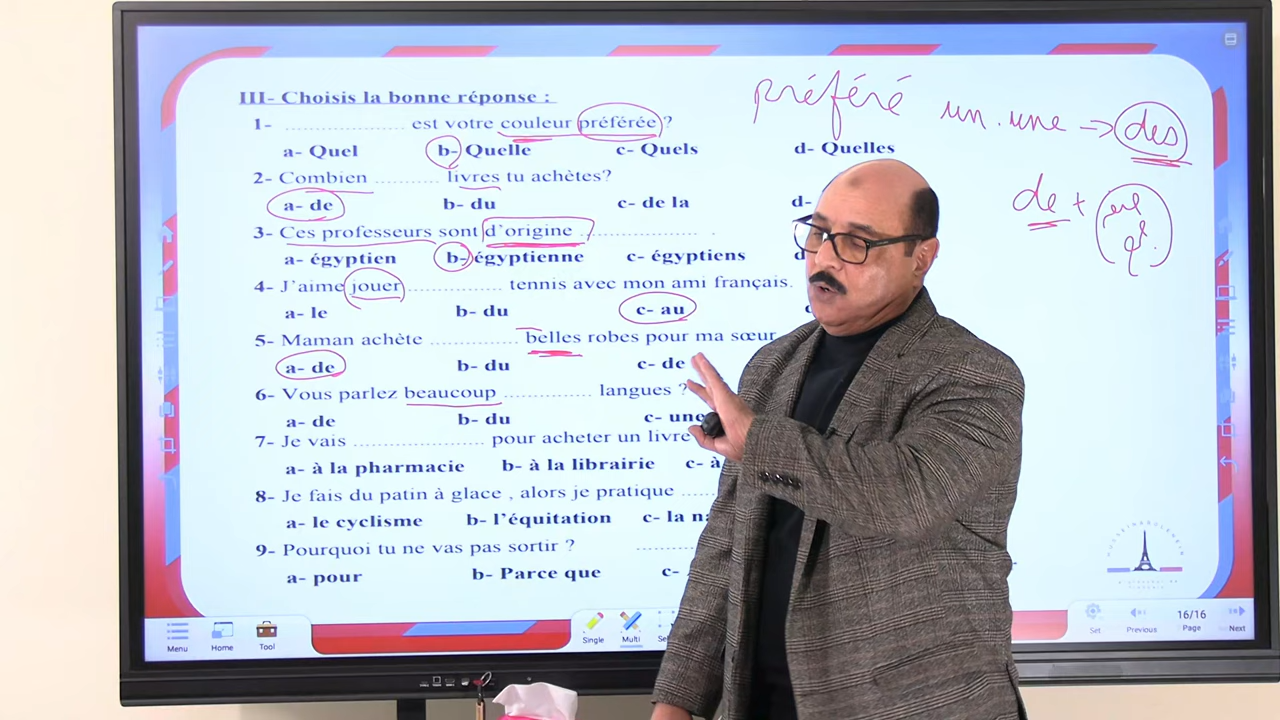 III- Choisis la bonne réponse :
1- .................... est votre couleur préférée ?
a- Quel b- Quelle c- Quels d- Quelles
2- Combien ........... livres tu achètes?
a- de b- du c- de la d-
3- Ces professeurs sont d'origine ....................
a- égyptien b- égyptienne c- égyptiens d
4- J'aime jouer ................ tennis avec mon ami français.
a- le b- du c- au
5- Maman achète ............... belles robes pour ma sœur
a- de b- du c- de
6- Vous parlez beaucoup ............... langues ?
a- de b- du c- une
7- Je vais ...................... pour acheter un livre
a- à la pharmacie b- à la librairie c- à
8- Je fais du patin à glace , alors je pratique .....
a- le cyclisme b- l'équitation c- la na
9- Pourquoi tu ne vas pas sortir ? ..........
a- pour b- Parce que c-
préféré
un . une → des
de +
Menu Home Tool
Single Multi Se
Set Previous 16/16 Page Next